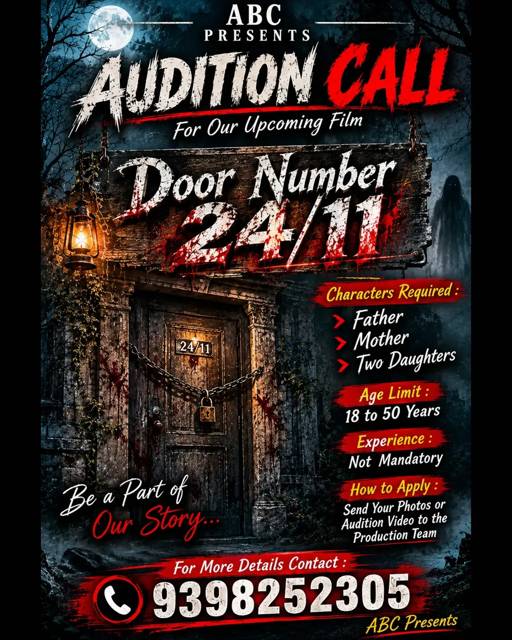 ABC
PRESENTS
AUDITION CALL
For Our Upcoming Film
Door Number
24/11
24/11
Characters Required :
Father
Mother
Two Daughters
Age Limit :
18 to 50 Years
Experience :
Not Mandatory
How to Apply :
Send Your Photos or
Audition Video to the
Production Team
Be a Part of
Our Story...
For More Details Contact :
9398252305
ABC Presents